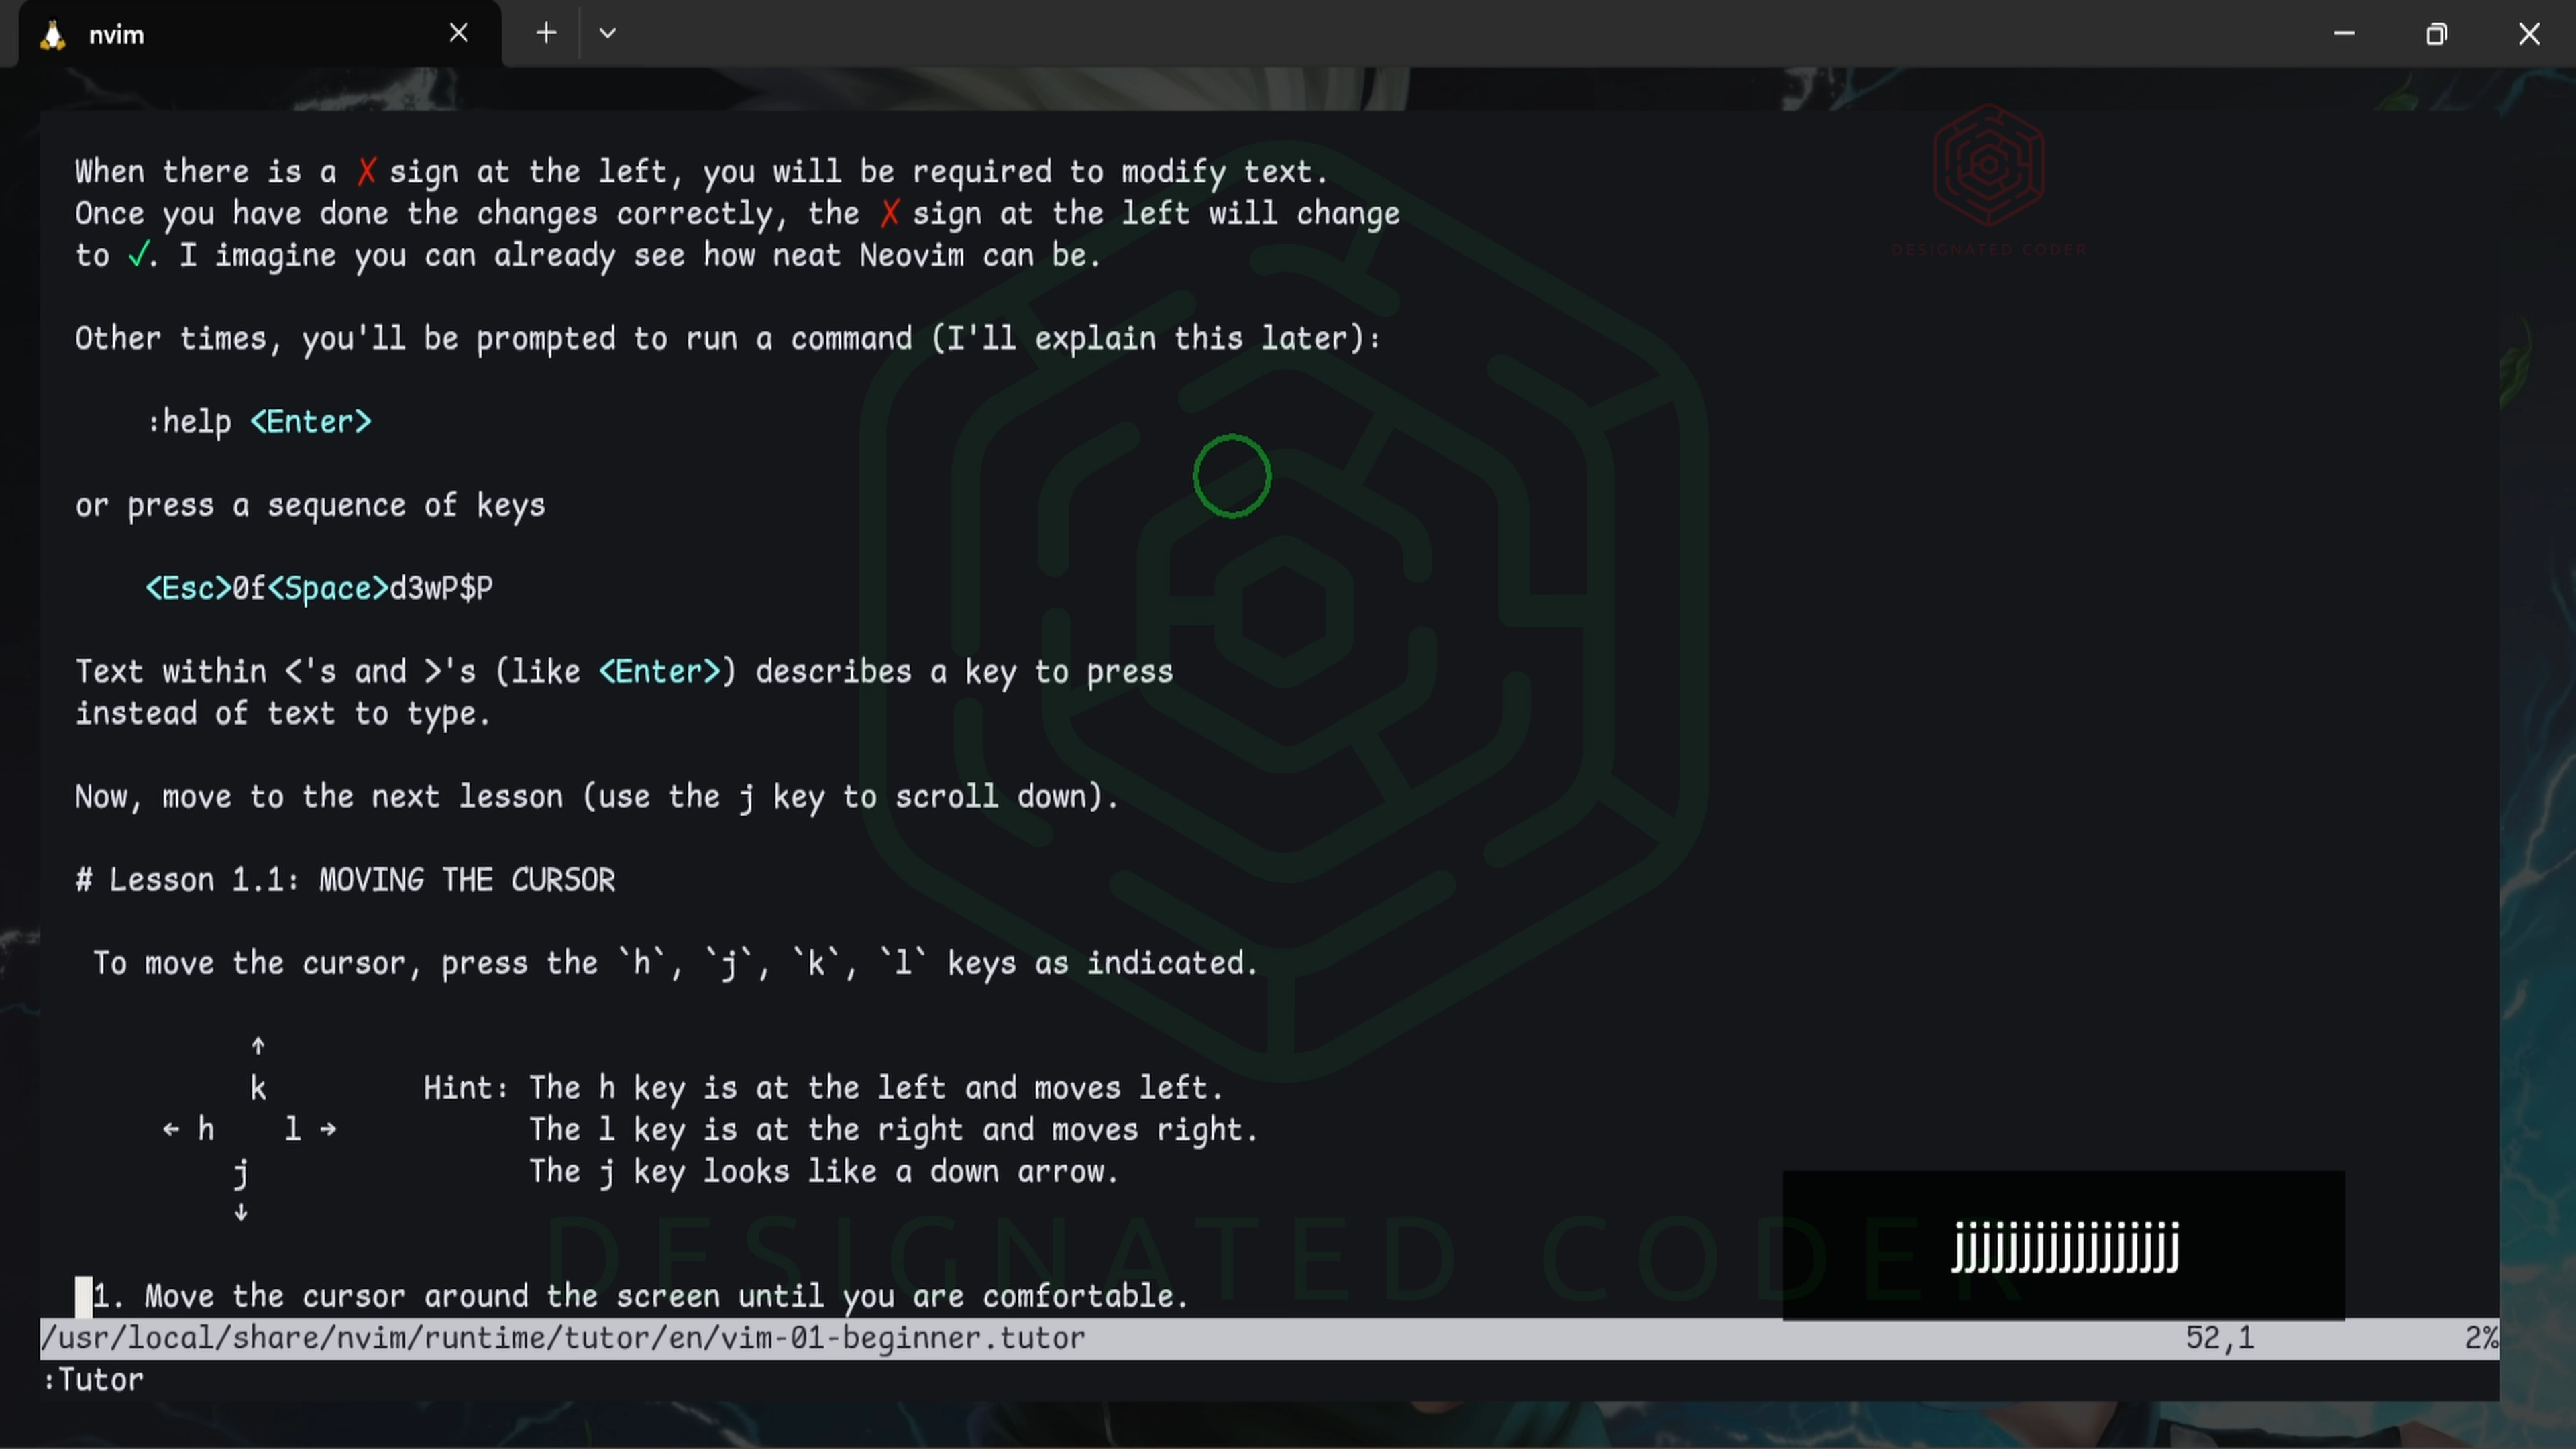 nvim
DESIGNATED CODER
When there is a ✗ sign at the left, you will be required to modify text.
Once you have done the changes correctly, the ✗ sign at the left will change
to ✓. I imagine you can already see how neat Neovim can be.
Other times, you'll be prompted to run a command (I'll explain this later):
:help <Enter>
or press a sequence of keys
<Esc>0f<Space>d3wP$P
Text within <'s and >'s (like <Enter>) describes a key to press
instead of text to type.
Now, move to the next lesson (use the j key to scroll down).
# Lesson 1.1: MOVING THE CURSOR
To move the cursor, press the `h`, `j`, `k`, `l` keys as indicated.
↑
k Hint: The h key is at the left and moves left.
← h l → The l key is at the right and moves right.
j The j key looks like a down arrow.
↓
DESIGNATED CODER
jjjjjjjjjjjjjjjjj
1. Move the cursor around the screen until you are comfortable.
/usr/local/share/nvim/runtime/tutor/en/vim-01-beginner.tutor 52,1 2%
:Tutor